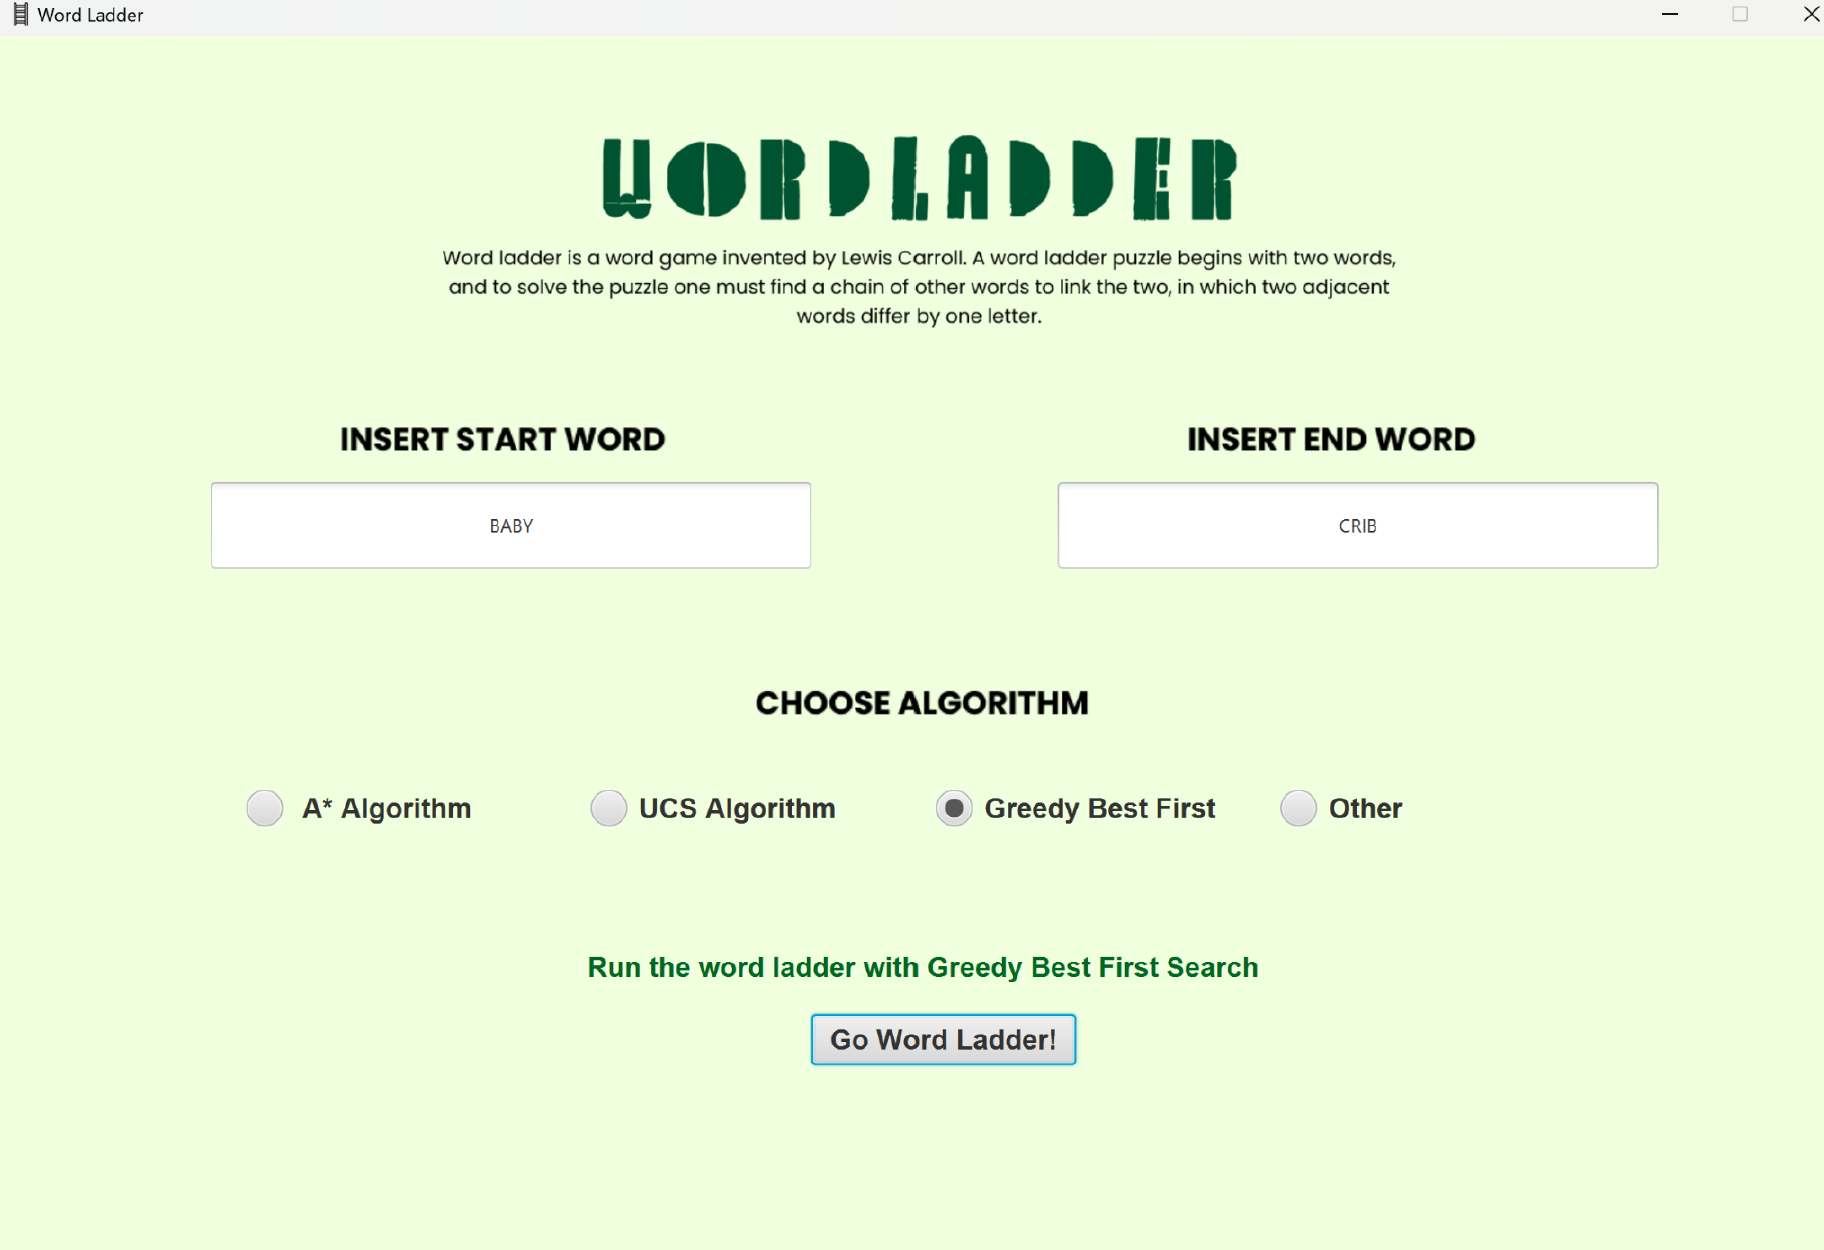 Word Ladder
WORDLADDER
Word ladder is a word game invented by Lewis Carroll. A word ladder puzzle begins with two words,
and to solve the puzzle one must find a chain of other words to link the two, in which two adjacent
words differ by one letter.
INSERT START WORD
INSERT END WORD
BABY
CRIB
CHOOSE ALGORITHM
A* Algorithm
UCS Algorithm
Greedy Best First
Other
Run the word ladder with Greedy Best First Search
Go Word Ladder!